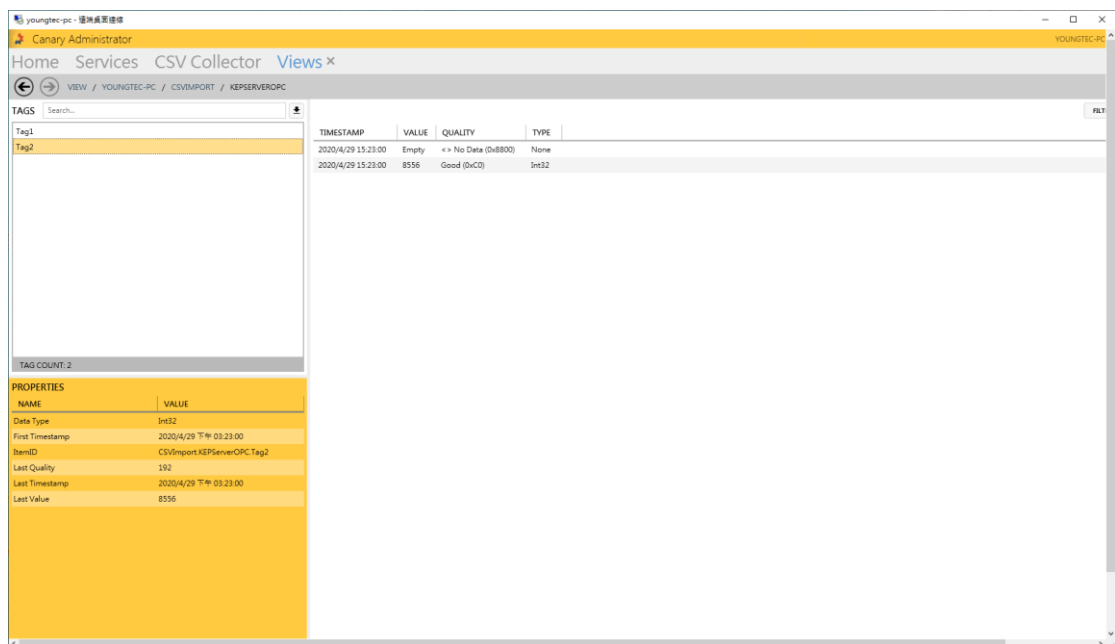 youngtec-pc - 遠端桌面連線
Canary Administrator
YOUNGTEC-PC
Home Services CSV Collector Views ×
VIEW / YOUNGTEC-PC / CSVIMPORT / KEPSERVEROPC
TAGS Search...
FILT
Tag1
Tag2
TIMESTAMP VALUE QUALITY TYPE
2020/4/29 15:23:00 Empty <> No Data (0x8800) None
2020/4/29 15:23:00 8556 Good (0xC0) Int32
TAG COUNT: 2
PROPERTIES
NAME VALUE
Data Type Int32
First Timestamp 2020/4/29 下午 03:23:00
ItemID CSVImport.KEPServerOPC.Tag2
Last Quality 192
Last Timestamp 2020/4/29 下午 03:23:00
Last Value 8556